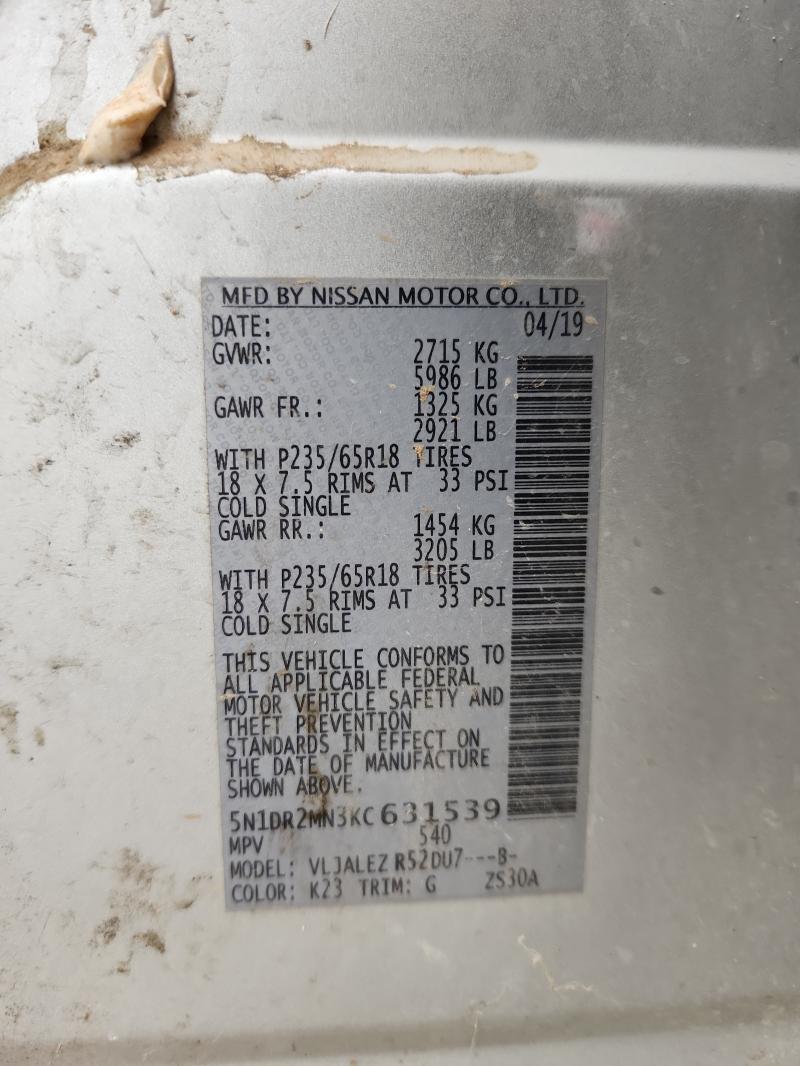 MFD BY NISSAN MOTOR CO., LTD.
DATE: 04/19
GVWR: 2715 KG
5986 LB
GAWR FR.: 1325 KG
2921 LB
WITH P235/65R18 TIRES
18 X 7.5 RIMS AT 33 PSI
COLD SINGLE
GAWR RR.: 1454 KG
3205 LB
WITH P235/65R18 TIRES
18 X 7.5 RIMS AT 33 PSI
COLD SINGLE
THIS VEHICLE CONFORMS TO
ALL APPLICABLE FEDERAL
MOTOR VEHICLE SAFETY AND
THEFT PREVENTION
STANDARDS IN EFFECT ON
THE DATE OF MANUFACTURE
SHOWN ABOVE.
5N1DR2MN3KC631539
MPV 540
MODEL: VLJALEZ R52DU7---B-
COLOR: K23 TRIM: G ZS30A